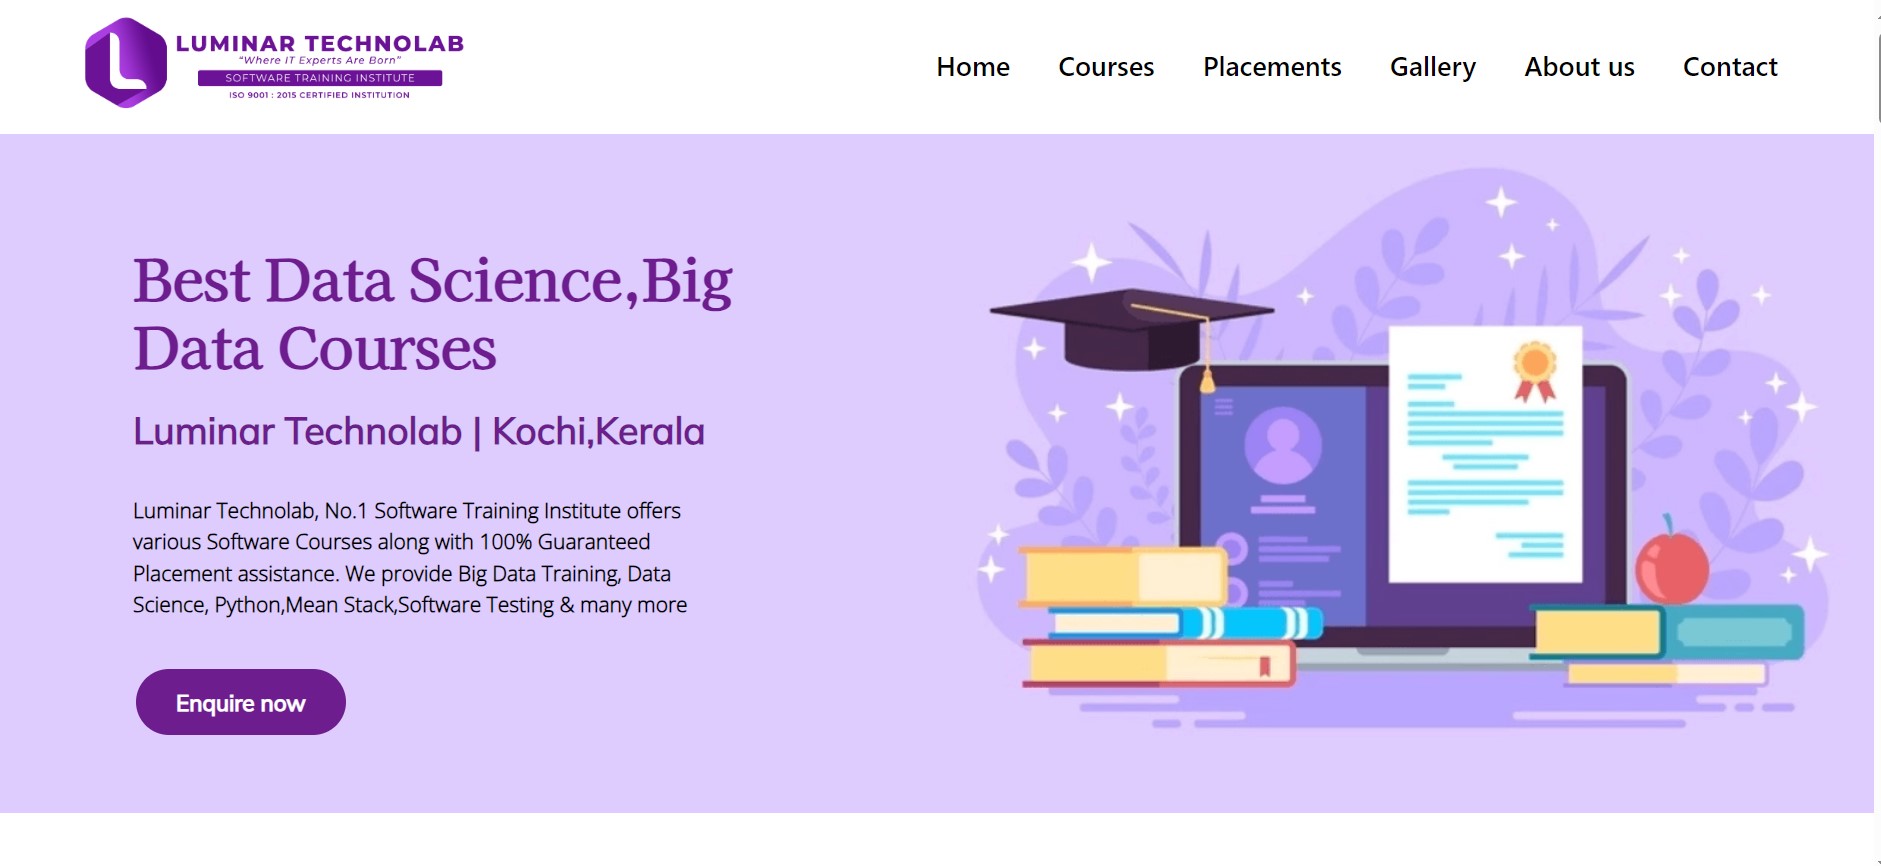 LUMINAR TECHNOLAB
"Where IT Experts Are Born"
SOFTWARE TRAINING INSTITUTE
ISO 9001 : 2015 CERTIFIED INSTITUTION
Home Courses Placements Gallery About us Contact
Best Data Science,Big
Data Courses
Luminar Technolab | Kochi,Kerala
Luminar Technolab, No.1 Software Training Institute offers
various Software Courses along with 100% Guaranteed
Placement assistance. We provide Big Data Training, Data
Science, Python,Mean Stack,Software Testing & many more
Enquire now